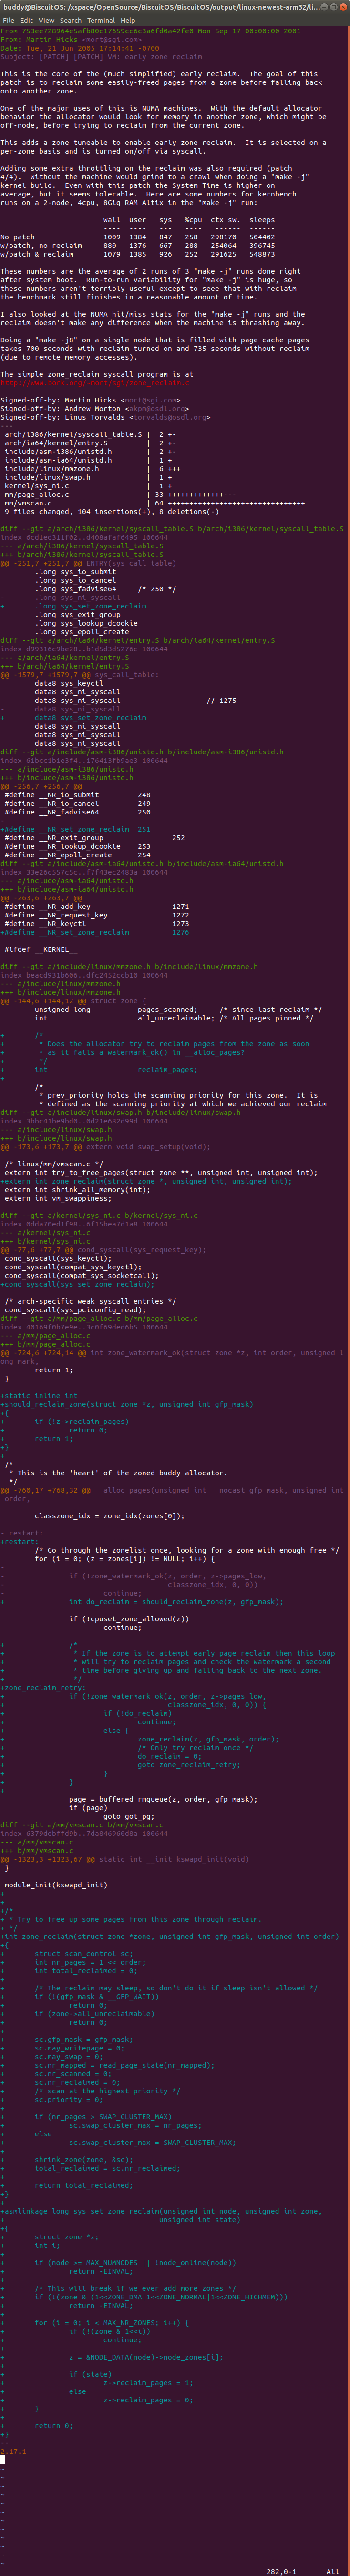 buddy@BiscuitOS: /xspace/OpenSource/BiscuitOS/BiscuitOS/output/linux-newest-arm32/li...
File Edit View Search Terminal Help
Date: Tue, 21 Jun 2005 17:14:41 -0700
From: Martin Hicks <mort@sgi.com>
Subject: [PATCH] [PATCH] VM: early zone reclaim

This is the core of the (much simplified) early reclaim.  The goal of this
patch is to reclaim some easily-freed pages from a zone before falling back
onto another zone.

One of the major uses of this is NUMA machines.  With the default allocator
behavior the allocator would look for memory in another zone, which might be
off-node, before trying to reclaim from the current zone.

This adds a zone tuneable to enable early zone reclaim.  It is selected on a
per-zone basis and is turned on/off via syscall.

Adding some extra throttling on the reclaim was also required (patch
4/4).  Without the machine would grind to a crawl when doing a "make -j"
kernel build.  Even with this patch the System Time is higher on
average, but it seems tolerable.  Here are some numbers for kernbench
runs on a 2-node, 4cpu, 8Gig RAM Altix in the "make -j" run:

                        wall  user   sys   %cpu  ctx sw.  sleeps
                        ----  ----   ---   ----   ------  ------
No patch                1009  1384   847   258   298170   504402
w/patch, no reclaim     880   1376   667   288   254064   396745
w/patch & reclaim       1079  1385   926   252   291625   548873

These numbers are the average of 2 runs of 3 "make -j" runs done right
after system boot.  Run-to-run variability for "make -j" is huge, so
these numbers aren't terribly useful except to seee that with reclaim
the benchmark still finishes in a reasonable amount of time.

I also looked at the NUMA hit/miss stats for the "make -j" runs and the
reclaim doesn't make any difference when the machine is thrashing away.

Doing a "make -j8" on a single node that is filled with page cache pages
takes 700 seconds with reclaim turned on and 735 seconds without reclaim
(due to remote memory accesses).

The simple zone_reclaim syscall program is at
http://www.bork.org/~mort/sgi/zone_reclaim.c

Signed-off-by: Martin Hicks <mort@sgi.com>
Signed-off-by: Andrew Morton <akpm@osdl.org>
Signed-off-by: Linus Torvalds <torvalds@osdl.org>
---
 arch/i386/kernel/syscall_table.S |  2 +-
 arch/ia64/kernel/entry.S         |  2 +-
 include/asm-i386/unistd.h        |  2 +-
 include/asm-ia64/unistd.h        |  1 +
 include/linux/mmzone.h           |  6 +++
 include/linux/swap.h             |  1 +
 kernel/sys_ni.c                  |  1 +
 mm/page_alloc.c                  | 33 +++++++++++++---
 mm/vmscan.c                      | 64 ++++++++++++++++++++++++++++++++
 9 files changed, 104 insertions(+), 8 deletions(-)

diff --git a/arch/i386/kernel/syscall_table.S b/arch/i386/kernel/syscall_table.S
--- a/arch/i386/kernel/syscall_table.S
+++ b/arch/i386/kernel/syscall_table.S
@@ -251,7 +251,7 @@ ENTRY(sys_call_table)
        .long sys_io_submit
        .long sys_io_cancel
        .long sys_fadvise64     /* 250 */
-       .long sys_ni_syscall
+       .long sys_set_zone_reclaim
        .long sys_exit_group
        .long sys_lookup_dcookie
        .long sys_epoll_create
diff --git a/arch/ia64/kernel/entry.S b/arch/ia64/kernel/entry.S
--- a/arch/ia64/kernel/entry.S
+++ b/arch/ia64/kernel/entry.S
@@ -1579,7 +1579,7 @@ sys_call_table:
        data8 sys_keyctl
        data8 sys_ni_syscall
        data8 sys_ni_syscall                    // 1275
-       data8 sys_ni_syscall
+       data8 sys_set_zone_reclaim
        data8 sys_ni_syscall
        data8 sys_ni_syscall
        data8 sys_ni_syscall
diff --git a/include/asm-i386/unistd.h b/include/asm-i386/unistd.h
--- a/include/asm-i386/unistd.h
+++ b/include/asm-i386/unistd.h
@@ -256,7 +256,7 @@
 #define __NR_io_submit         248
 #define __NR_io_cancel         249
 #define __NR_fadvise64         250
-
+#define __NR_set_zone_reclaim  251
 #define __NR_exit_group                252
 #define __NR_lookup_dcookie    253
 #define __NR_epoll_create      254
diff --git a/include/asm-ia64/unistd.h b/include/asm-ia64/unistd.h
--- a/include/asm-ia64/unistd.h
+++ b/include/asm-ia64/unistd.h
@@ -263,6 +263,7 @@
 #define __NR_add_key                   1271
 #define __NR_request_key               1272
 #define __NR_keyctl                    1273
+#define __NR_set_zone_reclaim          1276

 #ifdef __KERNEL__

diff --git a/include/linux/mmzone.h b/include/linux/mmzone.h
--- a/include/linux/mmzone.h
+++ b/include/linux/mmzone.h
@@ -144,6 +144,12 @@ struct zone {
        unsigned long           pages_scanned;     /* since last reclaim */
        int                     all_unreclaimable; /* All pages pinned */

+       /*
+        * Does the allocator try to reclaim pages from the zone as soon
+        * as it fails a watermark_ok() in __alloc_pages?
+        */
+       int                     reclaim_pages;
+
        /*
         * prev_priority holds the scanning priority for this zone.  It is
         * defined as the scanning priority at which we achieved our reclaim
diff --git a/include/linux/swap.h b/include/linux/swap.h
--- a/include/linux/swap.h
+++ b/include/linux/swap.h
@@ -173,6 +173,7 @@ extern void swap_setup(void);

 /* linux/mm/vmscan.c */
 extern int try_to_free_pages(struct zone **, unsigned int, unsigned int);
+extern int zone_reclaim(struct zone *, unsigned int, unsigned int);
 extern int shrink_all_memory(int);
 extern int vm_swappiness;

diff --git a/kernel/sys_ni.c b/kernel/sys_ni.c
--- a/kernel/sys_ni.c
+++ b/kernel/sys_ni.c
@@ -77,6 +77,7 @@ cond_syscall(sys_request_key);
 cond_syscall(sys_keyctl);
 cond_syscall(compat_sys_keyctl);
 cond_syscall(compat_sys_socketcall);
+cond_syscall(sys_set_zone_reclaim);

 /* arch-specific weak syscall entries */
 cond_syscall(sys_pciconfig_read);
diff --git a/mm/page_alloc.c b/mm/page_alloc.c
--- a/mm/page_alloc.c
+++ b/mm/page_alloc.c
@@ -724,6 +724,14 @@ int zone_watermark_ok(struct zone *z, int order, unsigned l
ong mark,
        return 1;
 }

+static inline int
+should_reclaim_zone(struct zone *z, unsigned int gfp_mask)
+{
+       if (!z->reclaim_pages)
+               return 0;
+       return 1;
+}
+
 /*
  * This is the 'heart' of the zoned buddy allocator.
  */
@@ -760,17 +768,32 @@ __alloc_pages(unsigned int __nocast gfp_mask, unsigned int
 order,

        classzone_idx = zone_idx(zones[0]);

- restart:
+restart:
        /* Go through the zonelist once, looking for a zone with enough free */
        for (i = 0; (z = zones[i]) != NULL; i++) {
-
-               if (!zone_watermark_ok(z, order, z->pages_low,
-                                      classzone_idx, 0, 0))
-                       continue;
+               int do_reclaim = should_reclaim_zone(z, gfp_mask);

                if (!cpuset_zone_allowed(z))
                        continue;

+               /*
+                * If the zone is to attempt early page reclaim then this loop
+                * will try to reclaim pages and check the watermark a second
+                * time before giving up and falling back to the next zone.
+                */
+zone_reclaim_retry:
+               if (!zone_watermark_ok(z, order, z->pages_low,
+                                      classzone_idx, 0, 0)) {
+                       if (!do_reclaim)
+                               continue;
+                       else {
+                               zone_reclaim(z, gfp_mask, order);
+                               /* Only try reclaim once */
+                               do_reclaim = 0;
+                               goto zone_reclaim_retry;
+                       }
+               }
+
                page = buffered_rmqueue(z, order, gfp_mask);
                if (page)
                        goto got_pg;
diff --git a/mm/vmscan.c b/mm/vmscan.c
--- a/mm/vmscan.c
+++ b/mm/vmscan.c
@@ -1323,3 +1323,67 @@ static int __init kswapd_init(void)
 }

 module_init(kswapd_init)
+
+
+/*
+ * Try to free up some pages from this zone through reclaim.
+ */
+int zone_reclaim(struct zone *zone, unsigned int gfp_mask, unsigned int order)
+{
+       struct scan_control sc;
+       int nr_pages = 1 << order;
+       int total_reclaimed = 0;
+
+       /* The reclaim may sleep, so don't do it if sleep isn't allowed */
+       if (!(gfp_mask & __GFP_WAIT))
+               return 0;
+       if (zone->all_unreclaimable)
+               return 0;
+
+       sc.gfp_mask = gfp_mask;
+       sc.may_writepage = 0;
+       sc.may_swap = 0;
+       sc.nr_mapped = read_page_state(nr_mapped);
+       sc.nr_scanned = 0;
+       sc.nr_reclaimed = 0;
+       /* scan at the highest priority */
+       sc.priority = 0;
+
+       if (nr_pages > SWAP_CLUSTER_MAX)
+               sc.swap_cluster_max = nr_pages;
+       else
+               sc.swap_cluster_max = SWAP_CLUSTER_MAX;
+
+       shrink_zone(zone, &sc);
+       total_reclaimed = sc.nr_reclaimed;
+
+       return total_reclaimed;
+}
+
+asmlinkage long sys_set_zone_reclaim(unsigned int node, unsigned int zone,
+                                    unsigned int state)
+{
+       struct zone *z;
+       int i;
+
+       if (node >= MAX_NUMNODES || !node_online(node))
+               return -EINVAL;
+
+       /* This will break if we ever add more zones */
+       if (!(zone & (1<<ZONE_DMA|1<<ZONE_NORMAL|1<<ZONE_HIGHMEM)))
+               return -EINVAL;
+
+       for (i = 0; i < MAX_NR_ZONES; i++) {
+               if (!(zone & 1<<i))
+                       continue;
+
+               z = &NODE_DATA(node)->node_zones[i];
+
+               if (state)
+                       z->reclaim_pages = 1;
+               else
+                       z->reclaim_pages = 0;
+       }
+
+       return 0;
+}
--
2.17.1
282,0-1       All